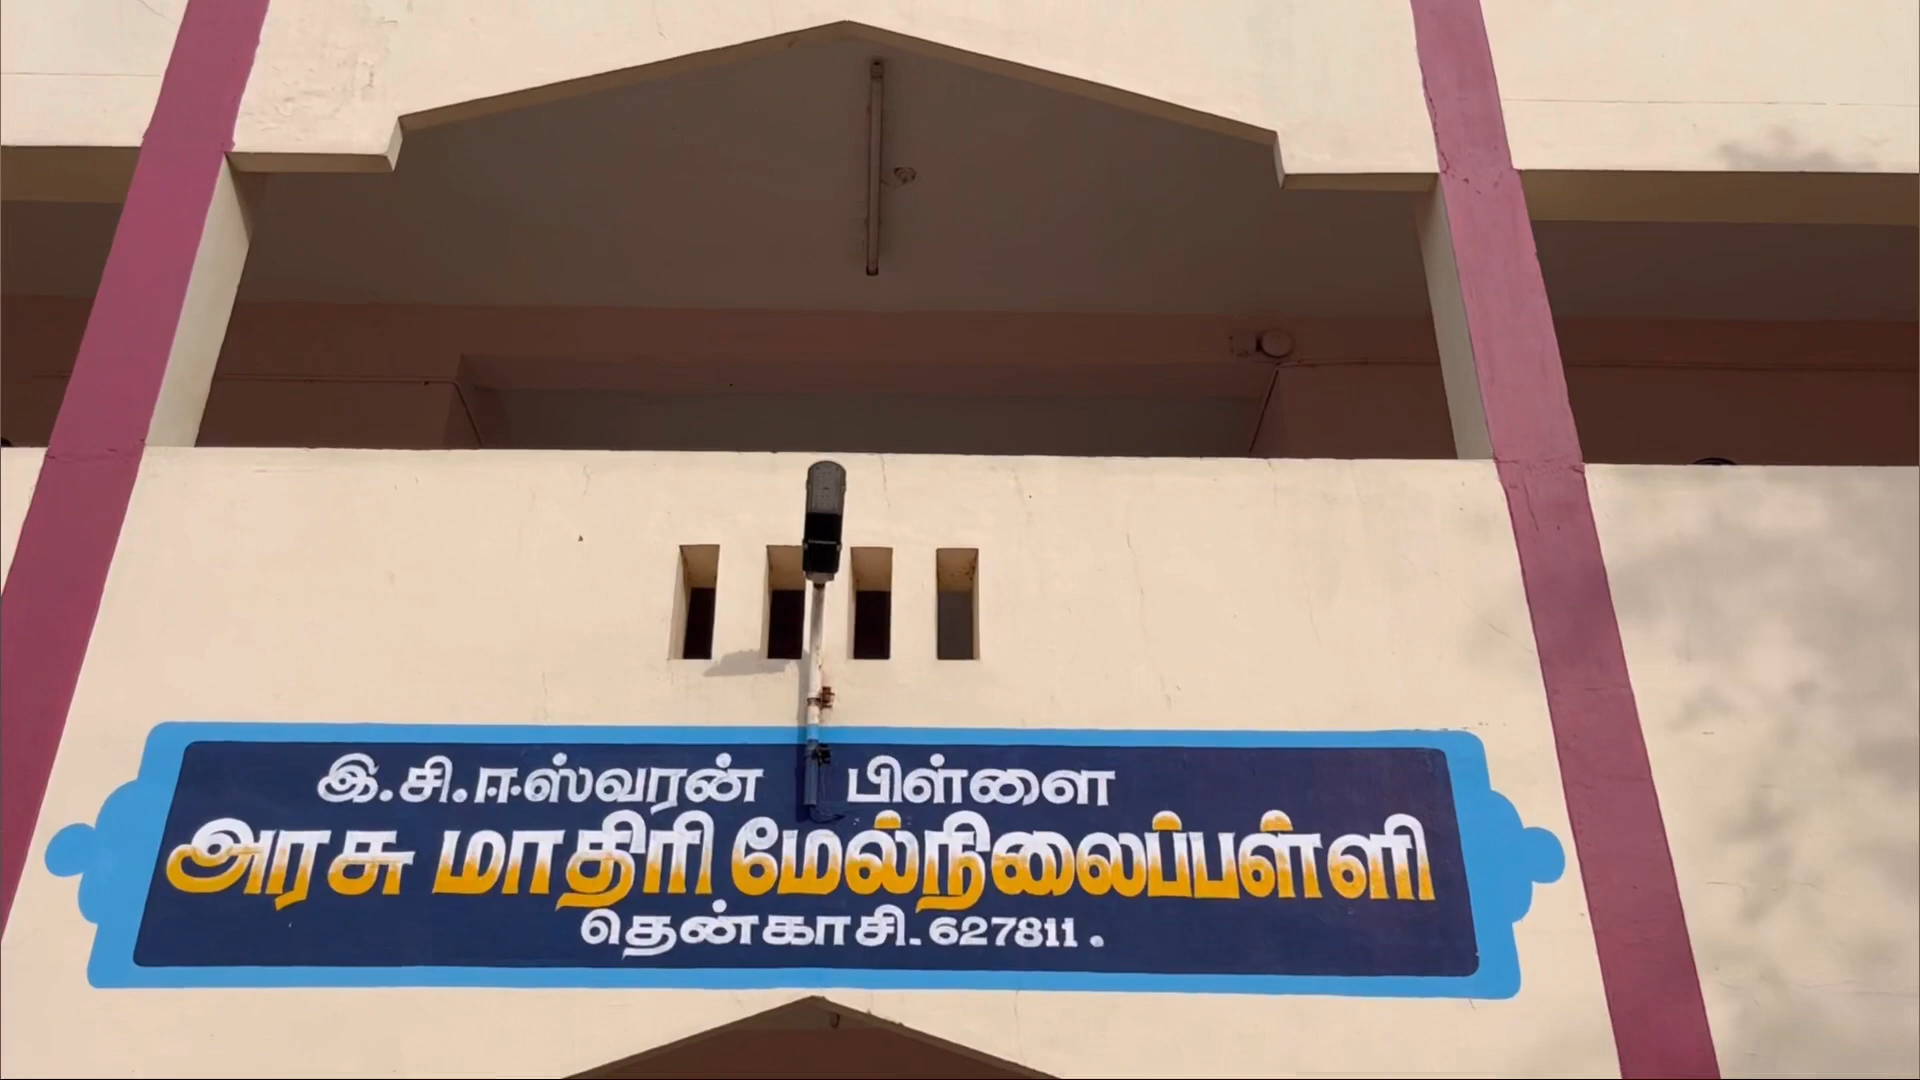 இ.சி.ஈஸ்வரன் பிள்ளை
அரசு மாதிரி மேல்நிலைப்பள்ளி
தென்காசி.627811.